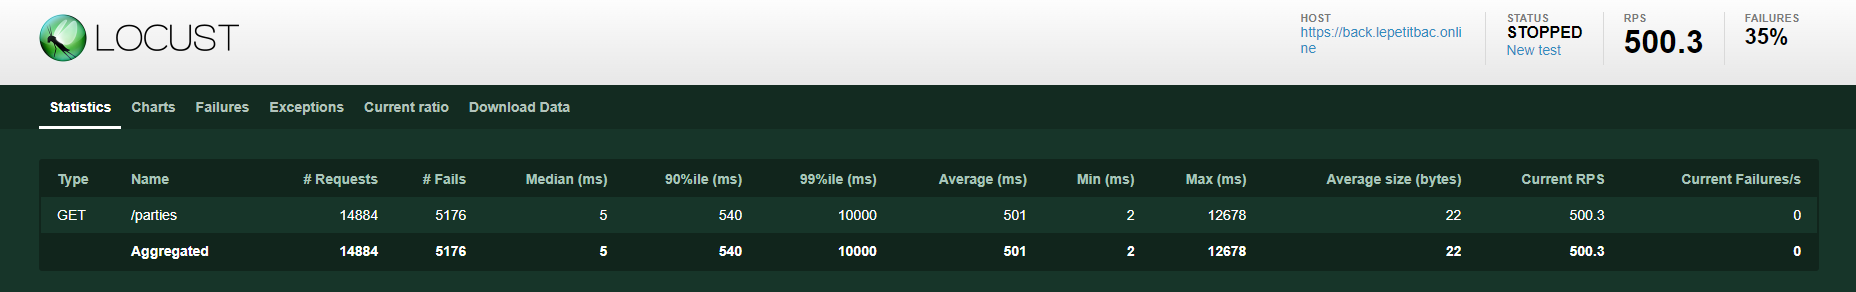 LOCUST
HOST
https://back.lepetitbac.onli
ne
STATUS
STOPPED
New test
RPS
500.3
FAILURES
35%
Statistics Charts Failures Exceptions Current ratio Download Data
Type Name # Requests # Fails Median (ms) 90%ile (ms) 99%ile (ms) Average (ms) Min (ms) Max (ms) Average size (bytes) Current RPS Current Failures/s
GET /parties 14884 5176 5 540 10000 501 2 12678 22 500.3 0
Aggregated 14884 5176 5 540 10000 501 2 12678 22 500.3 0